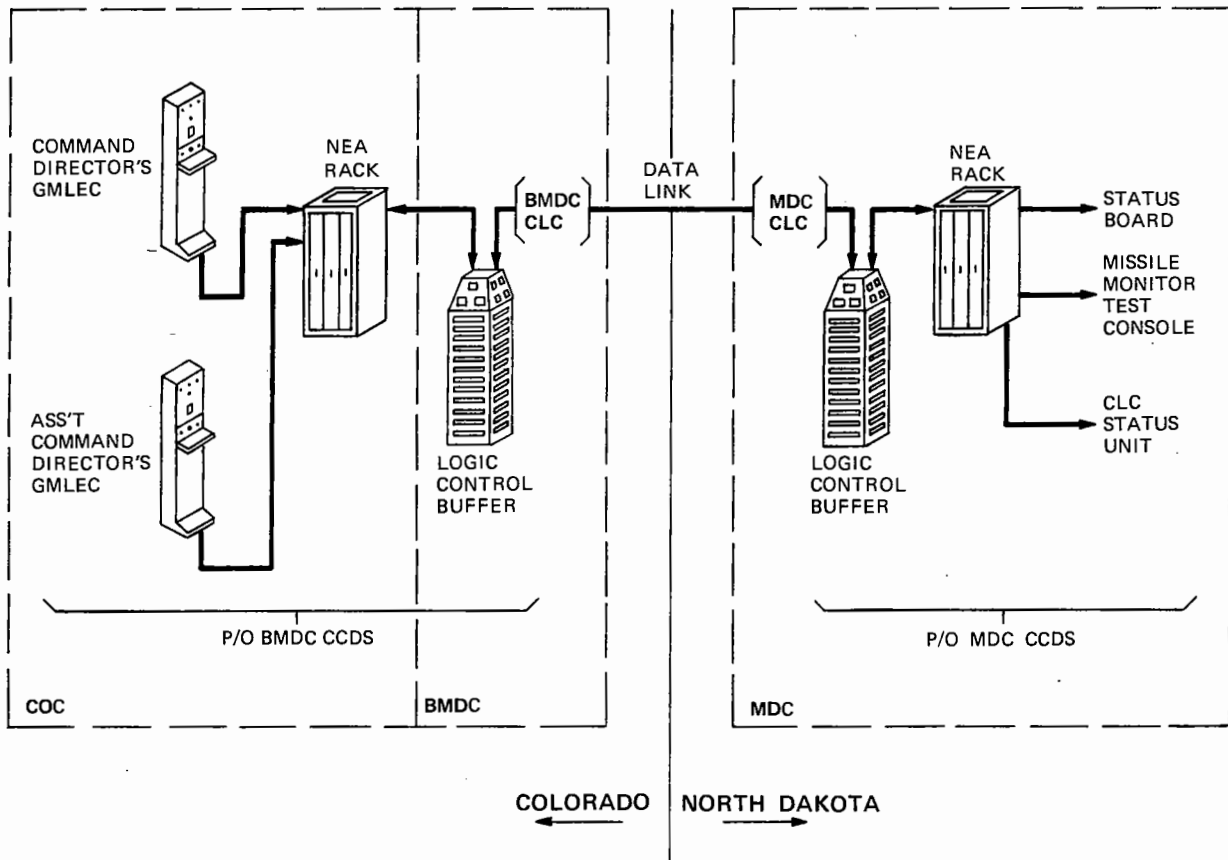 COMMAND
DIRECTOR'S
GMLEC
NEA
RACK
ASS'T
COMMAND
DIRECTOR'S
GMLEC
BMDC
CLC
LOGIC
CONTROL
BUFFER
DATA
LINK
MDC
CLC
LOGIC
CONTROL
BUFFER
NEA
RACK
STATUS
BOARD
MISSILE
MONITOR
TEST
CONSOLE
CLC
STATUS
UNIT
P/O BMDC CCDS
P/O MDC CCDS
COC
BMDC
MDC
COLORADO
NORTH DAKOTA